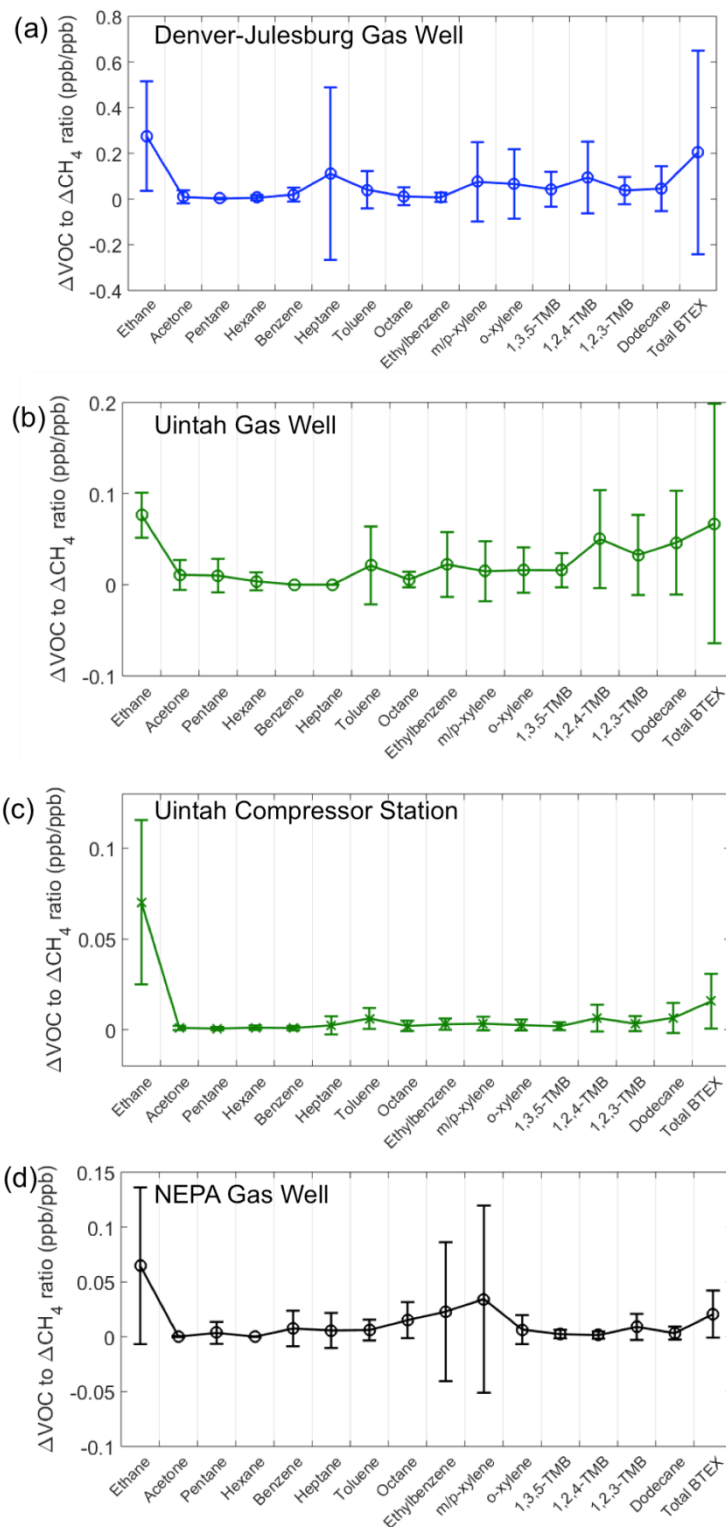 (a)
Denver-Julesburg Gas Well
ΔVOC to ΔCH₄ ratio (ppb/ppb)
0.8
0.6
0.4
0.2
0
-0.2
-0.4
Ethane
Acetone
Pentane
Hexane
Benzene
Heptane
Toluene
Octane
Ethylbenzene
m/p-xylene
o-xylene
1,3,5-TMB
1,2,4-TMB
1,2,3-TMB
Dodecane
Total BTEX
(b)
Uintah Gas Well
ΔVOC to ΔCH₄ ratio (ppb/ppb)
0.2
0.1
0
-0.1
Ethane
Acetone
Pentane
Hexane
Benzene
Heptane
Toluene
Octane
Ethylbenzene
m/p-xylene
o-xylene
1,3,5-TMB
1,2,4-TMB
1,2,3-TMB
Dodecane
Total BTEX
(c)
Uintah Compressor Station
ΔVOC to ΔCH₄ ratio (ppb/ppb)
0.1
0.05
0
Ethane
Acetone
Pentane
Hexane
Benzene
Heptane
Toluene
Octane
Ethylbenzene
m/p-xylene
o-xylene
1,3,5-TMB
1,2,4-TMB
1,2,3-TMB
Dodecane
Total BTEX
(d)
NEPA Gas Well
ΔVOC to ΔCH₄ ratio (ppb/ppb)
0.15
0.1
0.05
0
-0.05
-0.1
Ethane
Acetone
Pentane
Hexane
Benzene
Heptane
Toluene
Octane
Ethylbenzene
m/p-xylene
o-xylene
1,3,5-TMB
1,2,4-TMB
1,2,3-TMB
Dodecane
Total BTEX